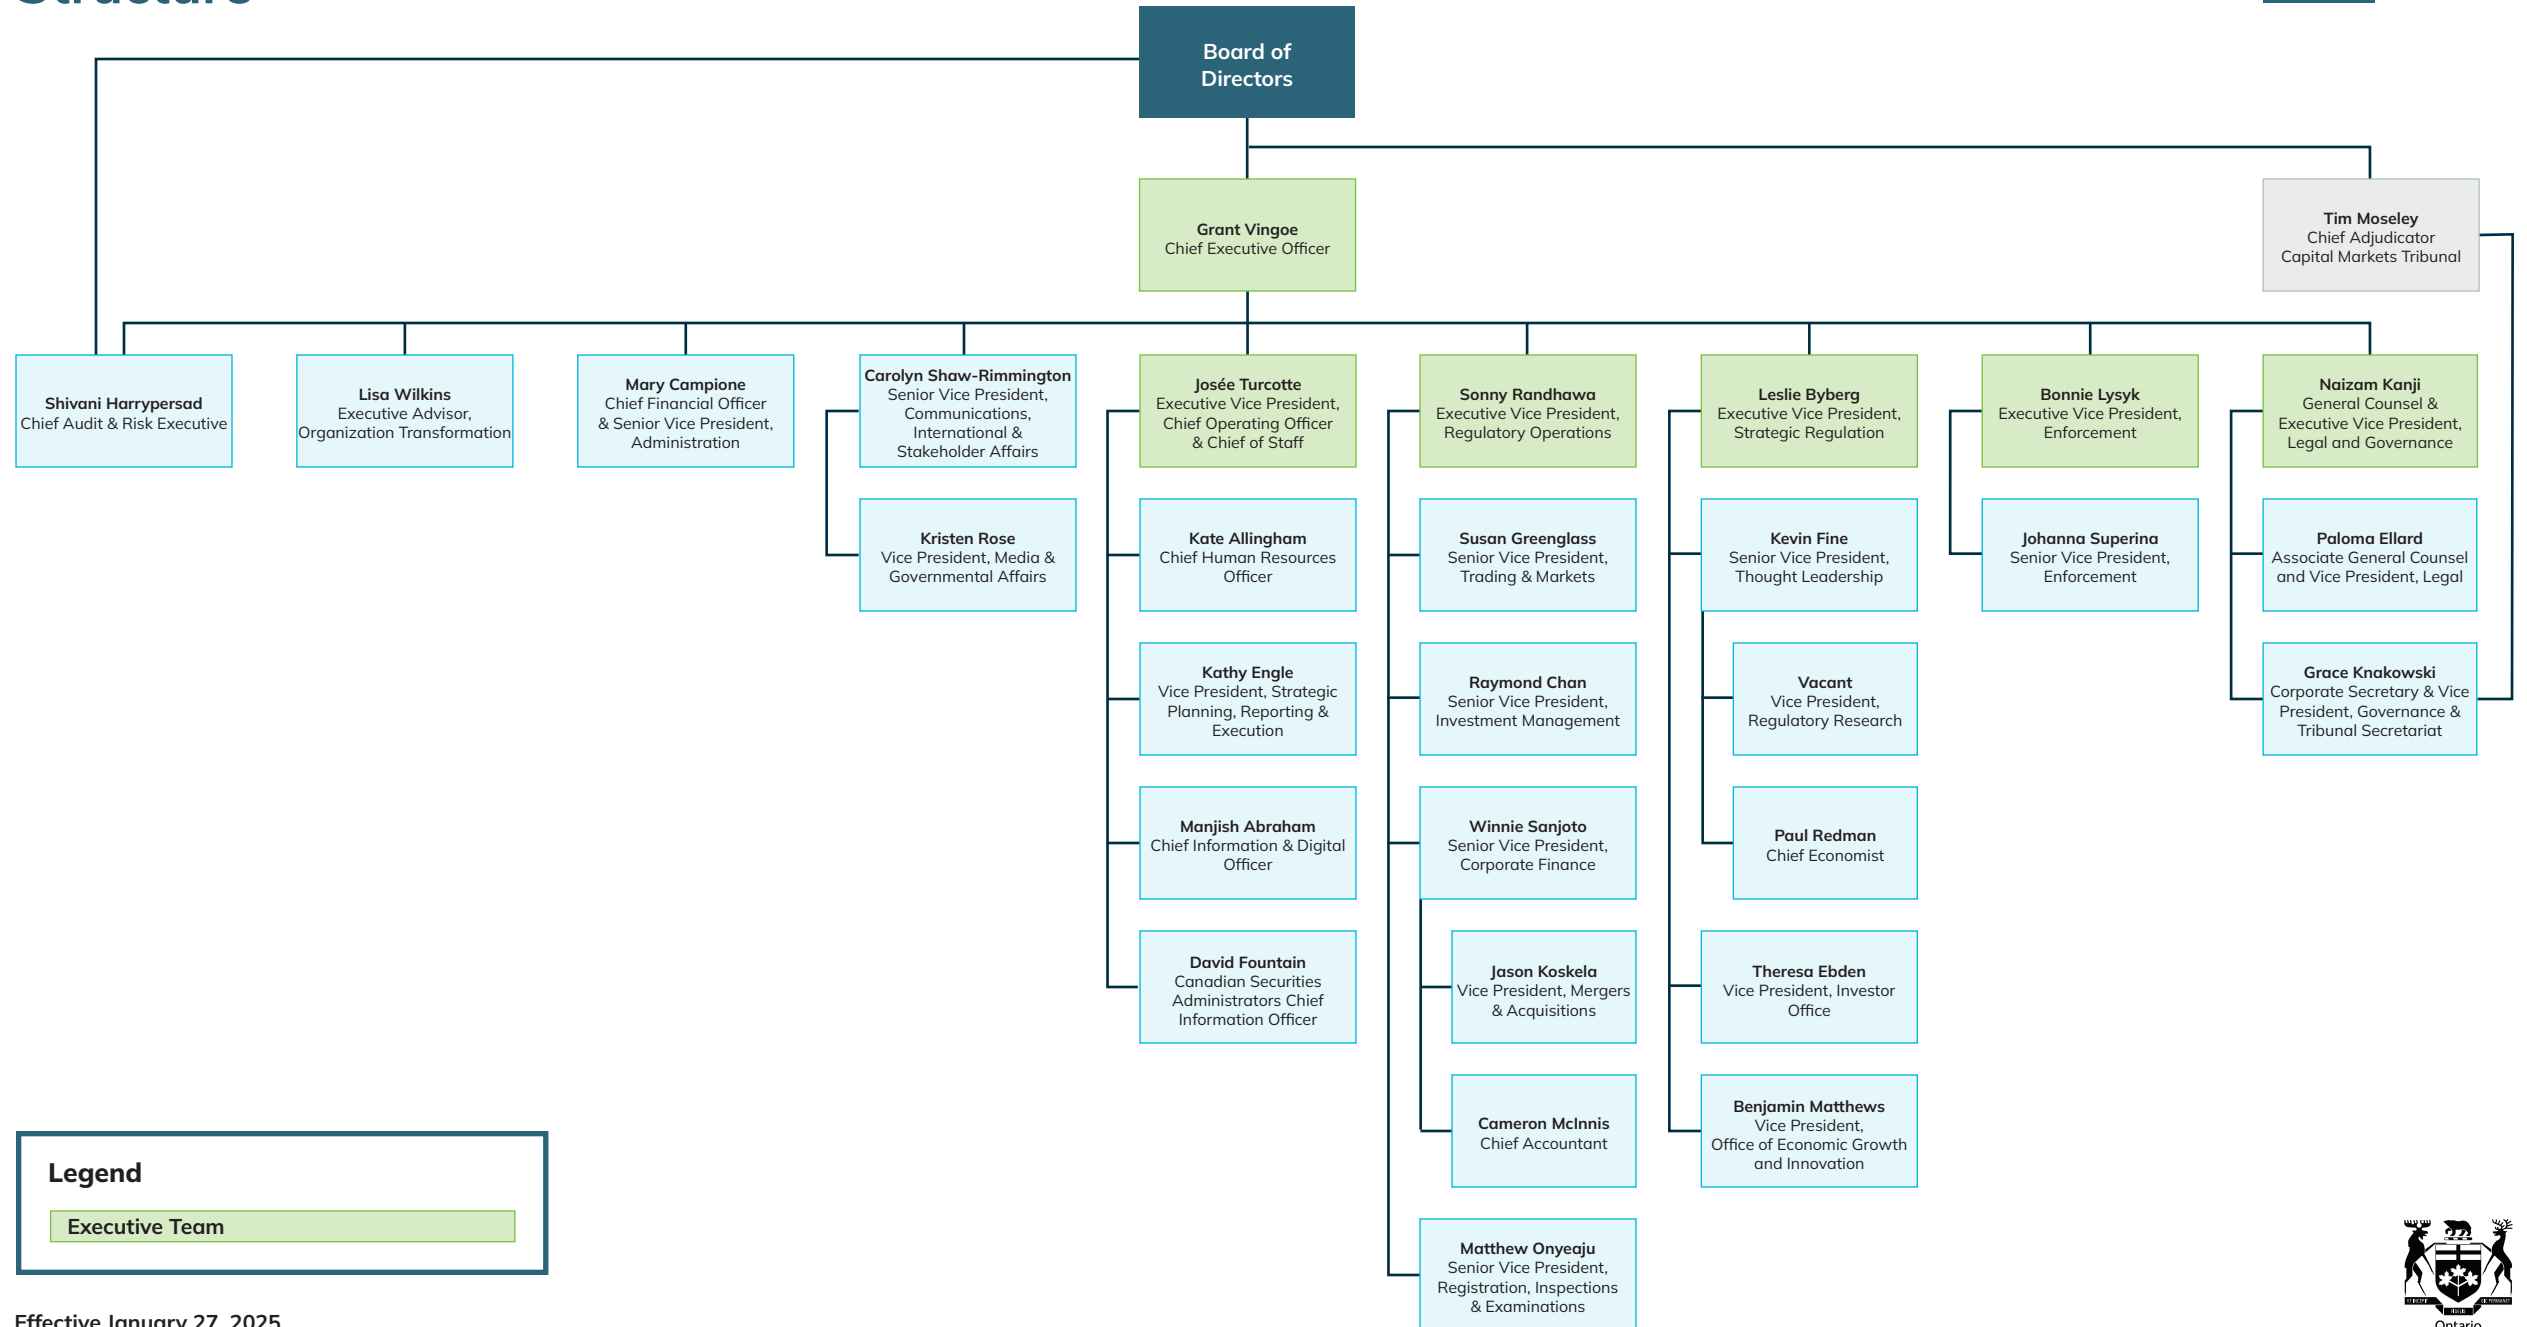 Structure
Board of
Directors
Grant Vingoe
Chief Executive Officer
Tim Moseley
Chief Adjudicator
Capital Markets Tribunal
Shivani Harrypersad
Chief Audit & Risk Executive
Lisa Wilkins
Executive Advisor,
Organization Transformation
Mary Campione
Chief Financial Officer
& Senior Vice President,
Administration
Carolyn Shaw-Rimmington
Senior Vice President,
Communications,
International &
Stakeholder Affairs
Josée Turcotte
Executive Vice President,
Chief Operating Officer
& Chief of Staff
Sonny Randhawa
Executive Vice President,
Regulatory Operations
Leslie Byberg
Executive Vice President,
Strategic Regulation
Bonnie Lysyk
Executive Vice President,
Enforcement
Naizam Kanji
General Counsel &
Executive Vice President,
Legal and Governance
Kristen Rose
Vice President, Media &
Governmental Affairs
Kate Allingham
Chief Human Resources
Officer
Susan Greenglass
Senior Vice President,
Trading & Markets
Kevin Fine
Senior Vice President,
Thought Leadership
Johanna Superina
Senior Vice President,
Enforcement
Paloma Ellard
Associate General Counsel
and Vice President, Legal
Kathy Engle
Vice President, Strategic
Planning, Reporting &
Execution
Raymond Chan
Senior Vice President,
Investment Management
Vacant
Vice President,
Regulatory Research
Grace Knakowski
Corporate Secretary & Vice
President, Governance &
Tribunal Secretariat
Manjish Abraham
Chief Information & Digital
Officer
Winnie Sanjoto
Senior Vice President,
Corporate Finance
Paul Redman
Chief Economist
David Fountain
Canadian Securities
Administrators Chief
Information Officer
Jason Koskela
Vice President, Mergers
& Acquisitions
Theresa Ebden
Vice President, Investor
Office
Cameron McInnis
Chief Accountant
Benjamin Matthews
Vice President,
Office of Economic Growth
and Innovation
Matthew Onyeaju
Senior Vice President,
Registration, Inspections
& Examinations
Legend
Executive Team
Effective January 27, 2025
Ontario